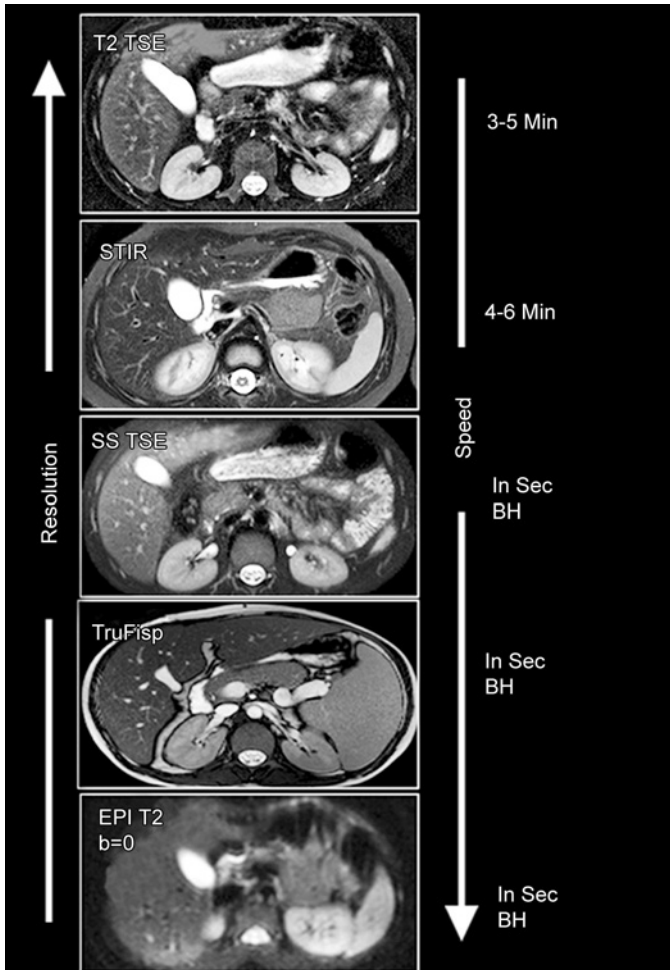 T2 TSE
3-5 Min
STIR
4-6 Min
Resolution
Speed
SS TSE
In Sec
BH
TruFisp
In Sec
BH
EPI T2
b=0
In Sec
BH